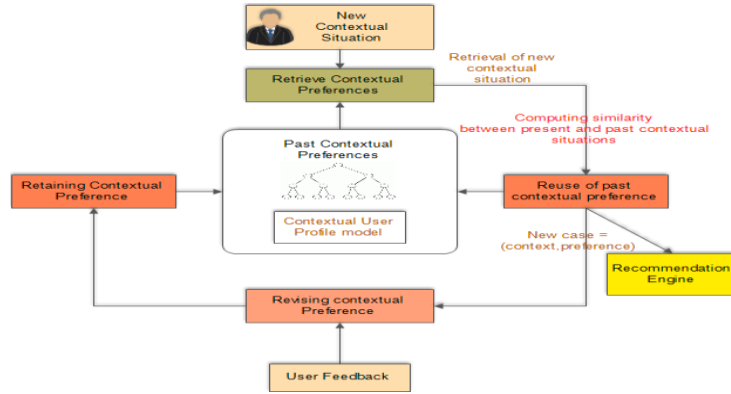 New
Contextual
Situation
Retrieve Contextual
Preferences
Retrieval of new
contextual
situation
Computing similarity
between present and past contextual
situations
Past Contextual
Preferences
Contextual User
Profile model
Retaining Contextual
Preference
Reuse of past
contextual preference
New case =
(context,preference)
Recommendation
Engine
Revising contextual
Preference
User Feedback